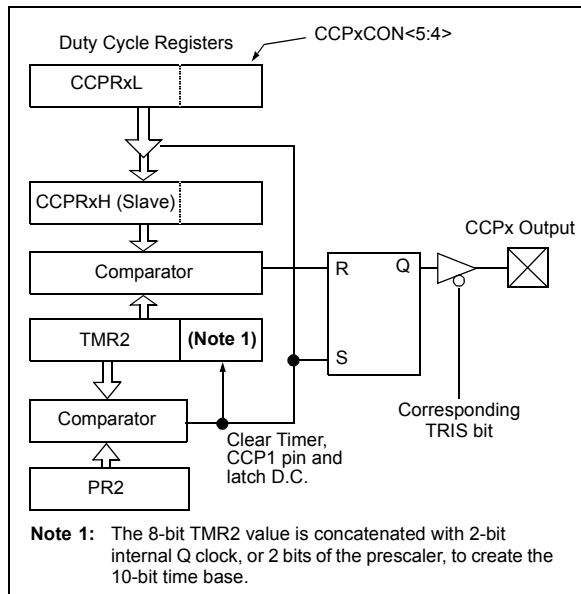 Duty Cycle Registers
CCPxCON<5:4>
CCPRxL
CCPRxH (Slave)
CCPx Output
Comparator
R
Q
TMR2
(Note 1)
S
Comparator
Clear Timer,
CCP1 pin and
latch D.C.
Corresponding
TRIS bit
PR2
Note 1: The 8-bit TMR2 value is concatenated with 2-bit
internal Q clock, or 2 bits of the prescaler, to create the
10-bit time base.